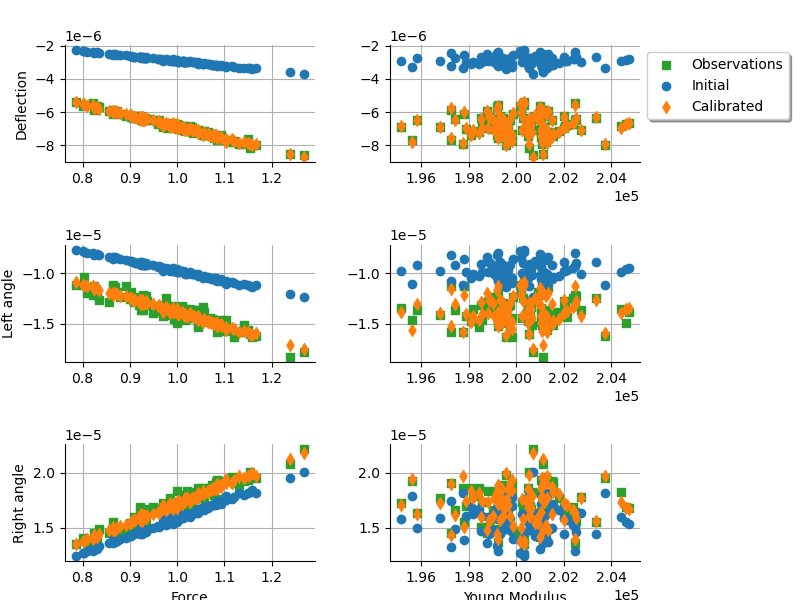 1e−6
−2
−4
−6
−8
Deflection
0.8 0.9 1.0 1.1 1.2
1e−6
−2
−4
−6
−8
1.96 1.98 2.00 2.02 2.04
1e5
Observations
Initial
Calibrated
1e−5
−1.0
−1.5
Left angle
0.8 0.9 1.0 1.1 1.2
1e−5
−1.0
−1.5
1.96 1.98 2.00 2.02 2.04
1e5
1e−5
2.0
1.5
Right angle
0.8 0.9 1.0 1.1 1.2
Force
1e−5
2.0
1.5
1.96 1.98 2.00 2.02 2.04
1e5
Young Modulus